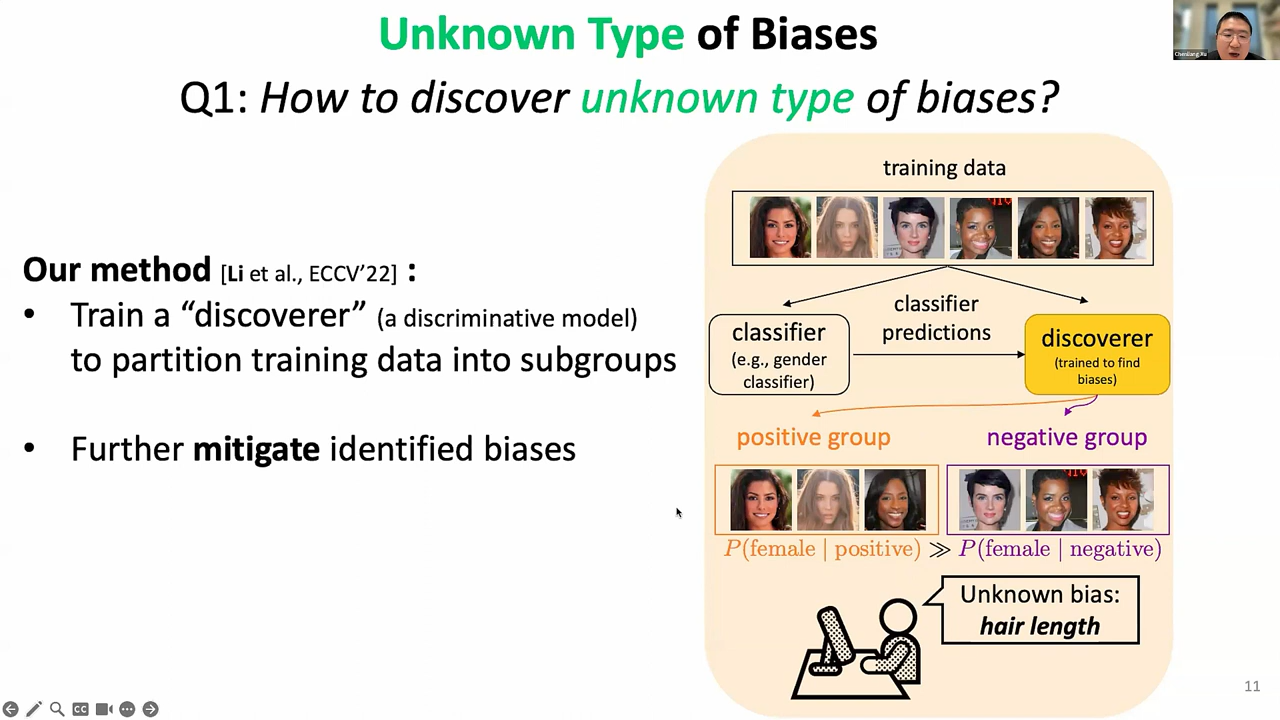 Unknown Type of Biases
Q1: How to discover unknown type of biases?
Chenliang Xu
Our method [Li et al., ECCV'22] :
• Train a “discoverer” (a discriminative model)
to partition training data into subgroups
• Further mitigate identified biases
training data
classifier
(e.g., gender
classifier)
classifier
predictions
discoverer
(trained to find
biases)
positive group
negative group
P(female | positive) ≫ P(female | negative)
Unknown bias:
hair length
11
CC